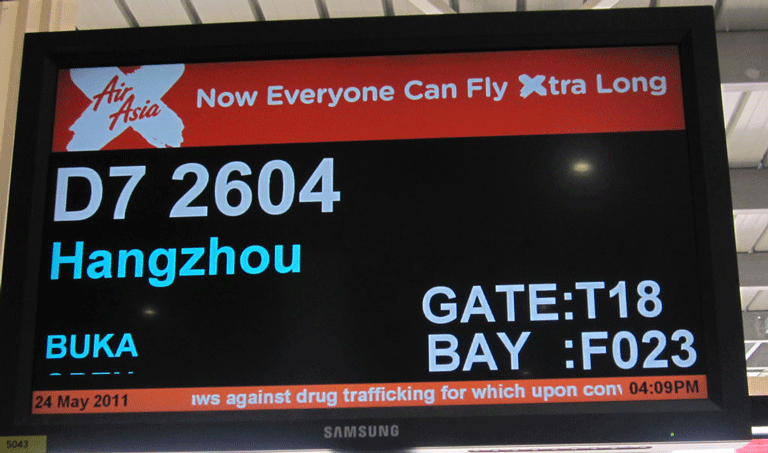 Air
Asia
Now Everyone Can Fly Xtra Long
D7 2604
Hangzhou
GATE:T18
BUKA
BAY :F023
24 May 2011 ws against drug trafficking for which upon conv 04:09PM
SAMSUNG
5043